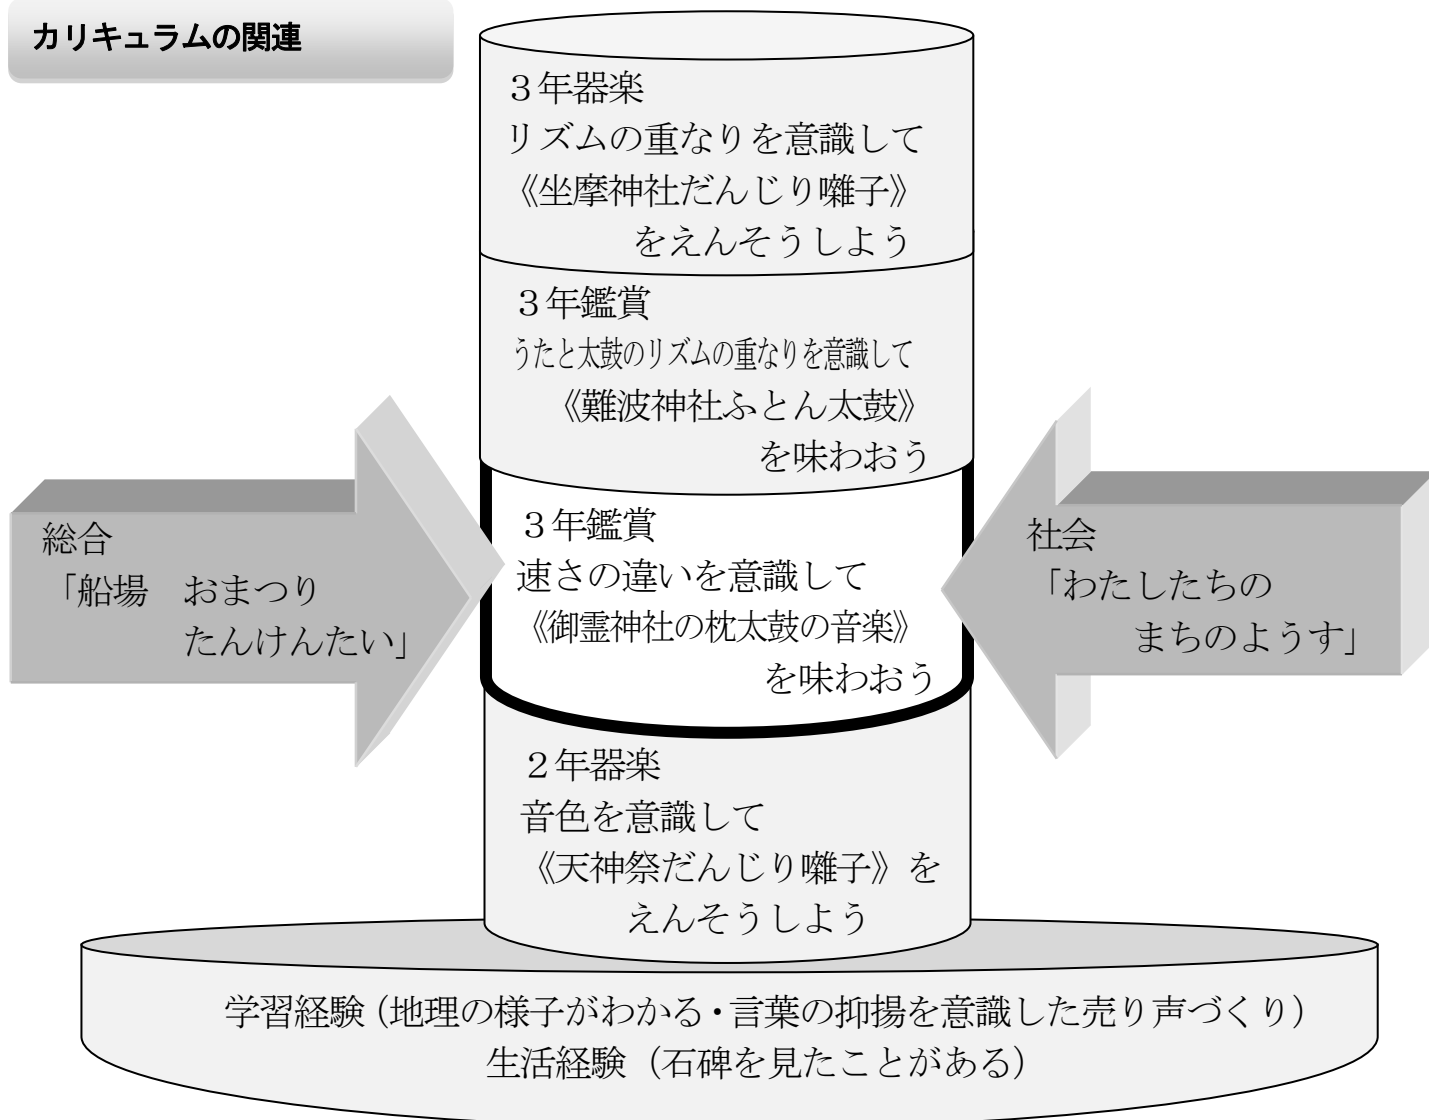 カリキュラムの関連
３年器楽
リズムの重なりを意識して
《坐摩神社だんじり囃子》
をえんそうしよう
３年鑑賞
うたと太鼓のリズムの重なりを意識して
《難波神社ふとん太鼓》
を味わおう
３年鑑賞
速さの違いを意識して
《御霊神社の枕太鼓の音楽》
を味わおう
総合
「船場　おまつり
たんけんたい」
社会
「わたしたちの
まちのようす」
２年器楽
音色を意識して
《天神祭だんじり囃子》を
えんそうしよう
学習経験（地理の様子がわかる・言葉の抑揚を意識した売り声づくり）
生活経験（石碑を見たことがある）